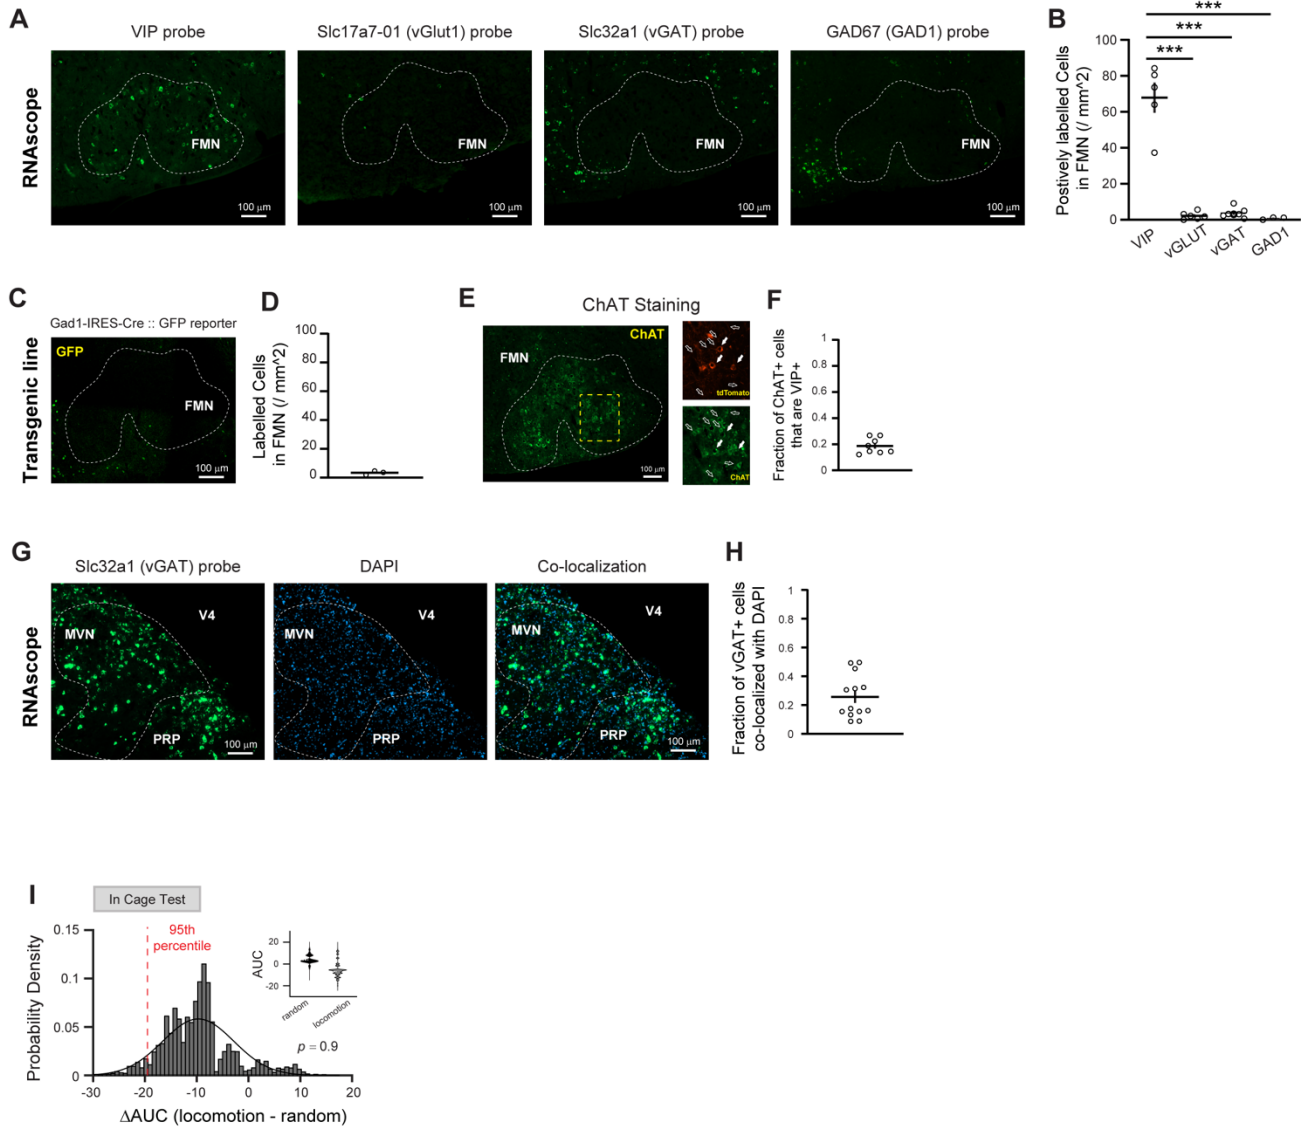 A
VIP probe
Slc17a7-01 (vGlut1) probe
Slc32a1 (vGAT) probe
GAD67 (GAD1) probe
RNAscope
FMN
100 µm
FMN
100 µm
FMN
100 µm
FMN
100 µm
B
***
***
***
Postively labelled Cells
in FMN (/ mm^2)
100
80
60
40
20
0
VIP
vGLUT
vGAT
GAD1
C
Transgenic line
Gad1-IRES-Cre :: GFP reporter
GFP
FMN
100 µm
D
Labelled Cells
in FMN (/ mm^2)
100
80
60
40
20
0
E
ChAT Staining
ChAT
FMN
100 µm
tdTomato
ChAT
F
Fraction of ChAT+ cells
that are VIP+
1
0.8
0.6
0.4
0.2
0
G
RNAscope
Slc32a1 (vGAT) probe
DAPI
Co-localization
MVN
V4
PRP
100 µm
MVN
V4
PRP
MVN
V4
PRP
100 µm
H
Fraction of vGAT+ cells
co-localized with DAPI
1
0.8
0.6
0.4
0.2
0
I
In Cage Test
Probability Density
0.15
0.1
0.05
0
95th
percentile
-30
-20
-10
0
10
20
ΔAUC (locomotion - random)
AUC
20
0
-20
random
locomotion
p = 0.9